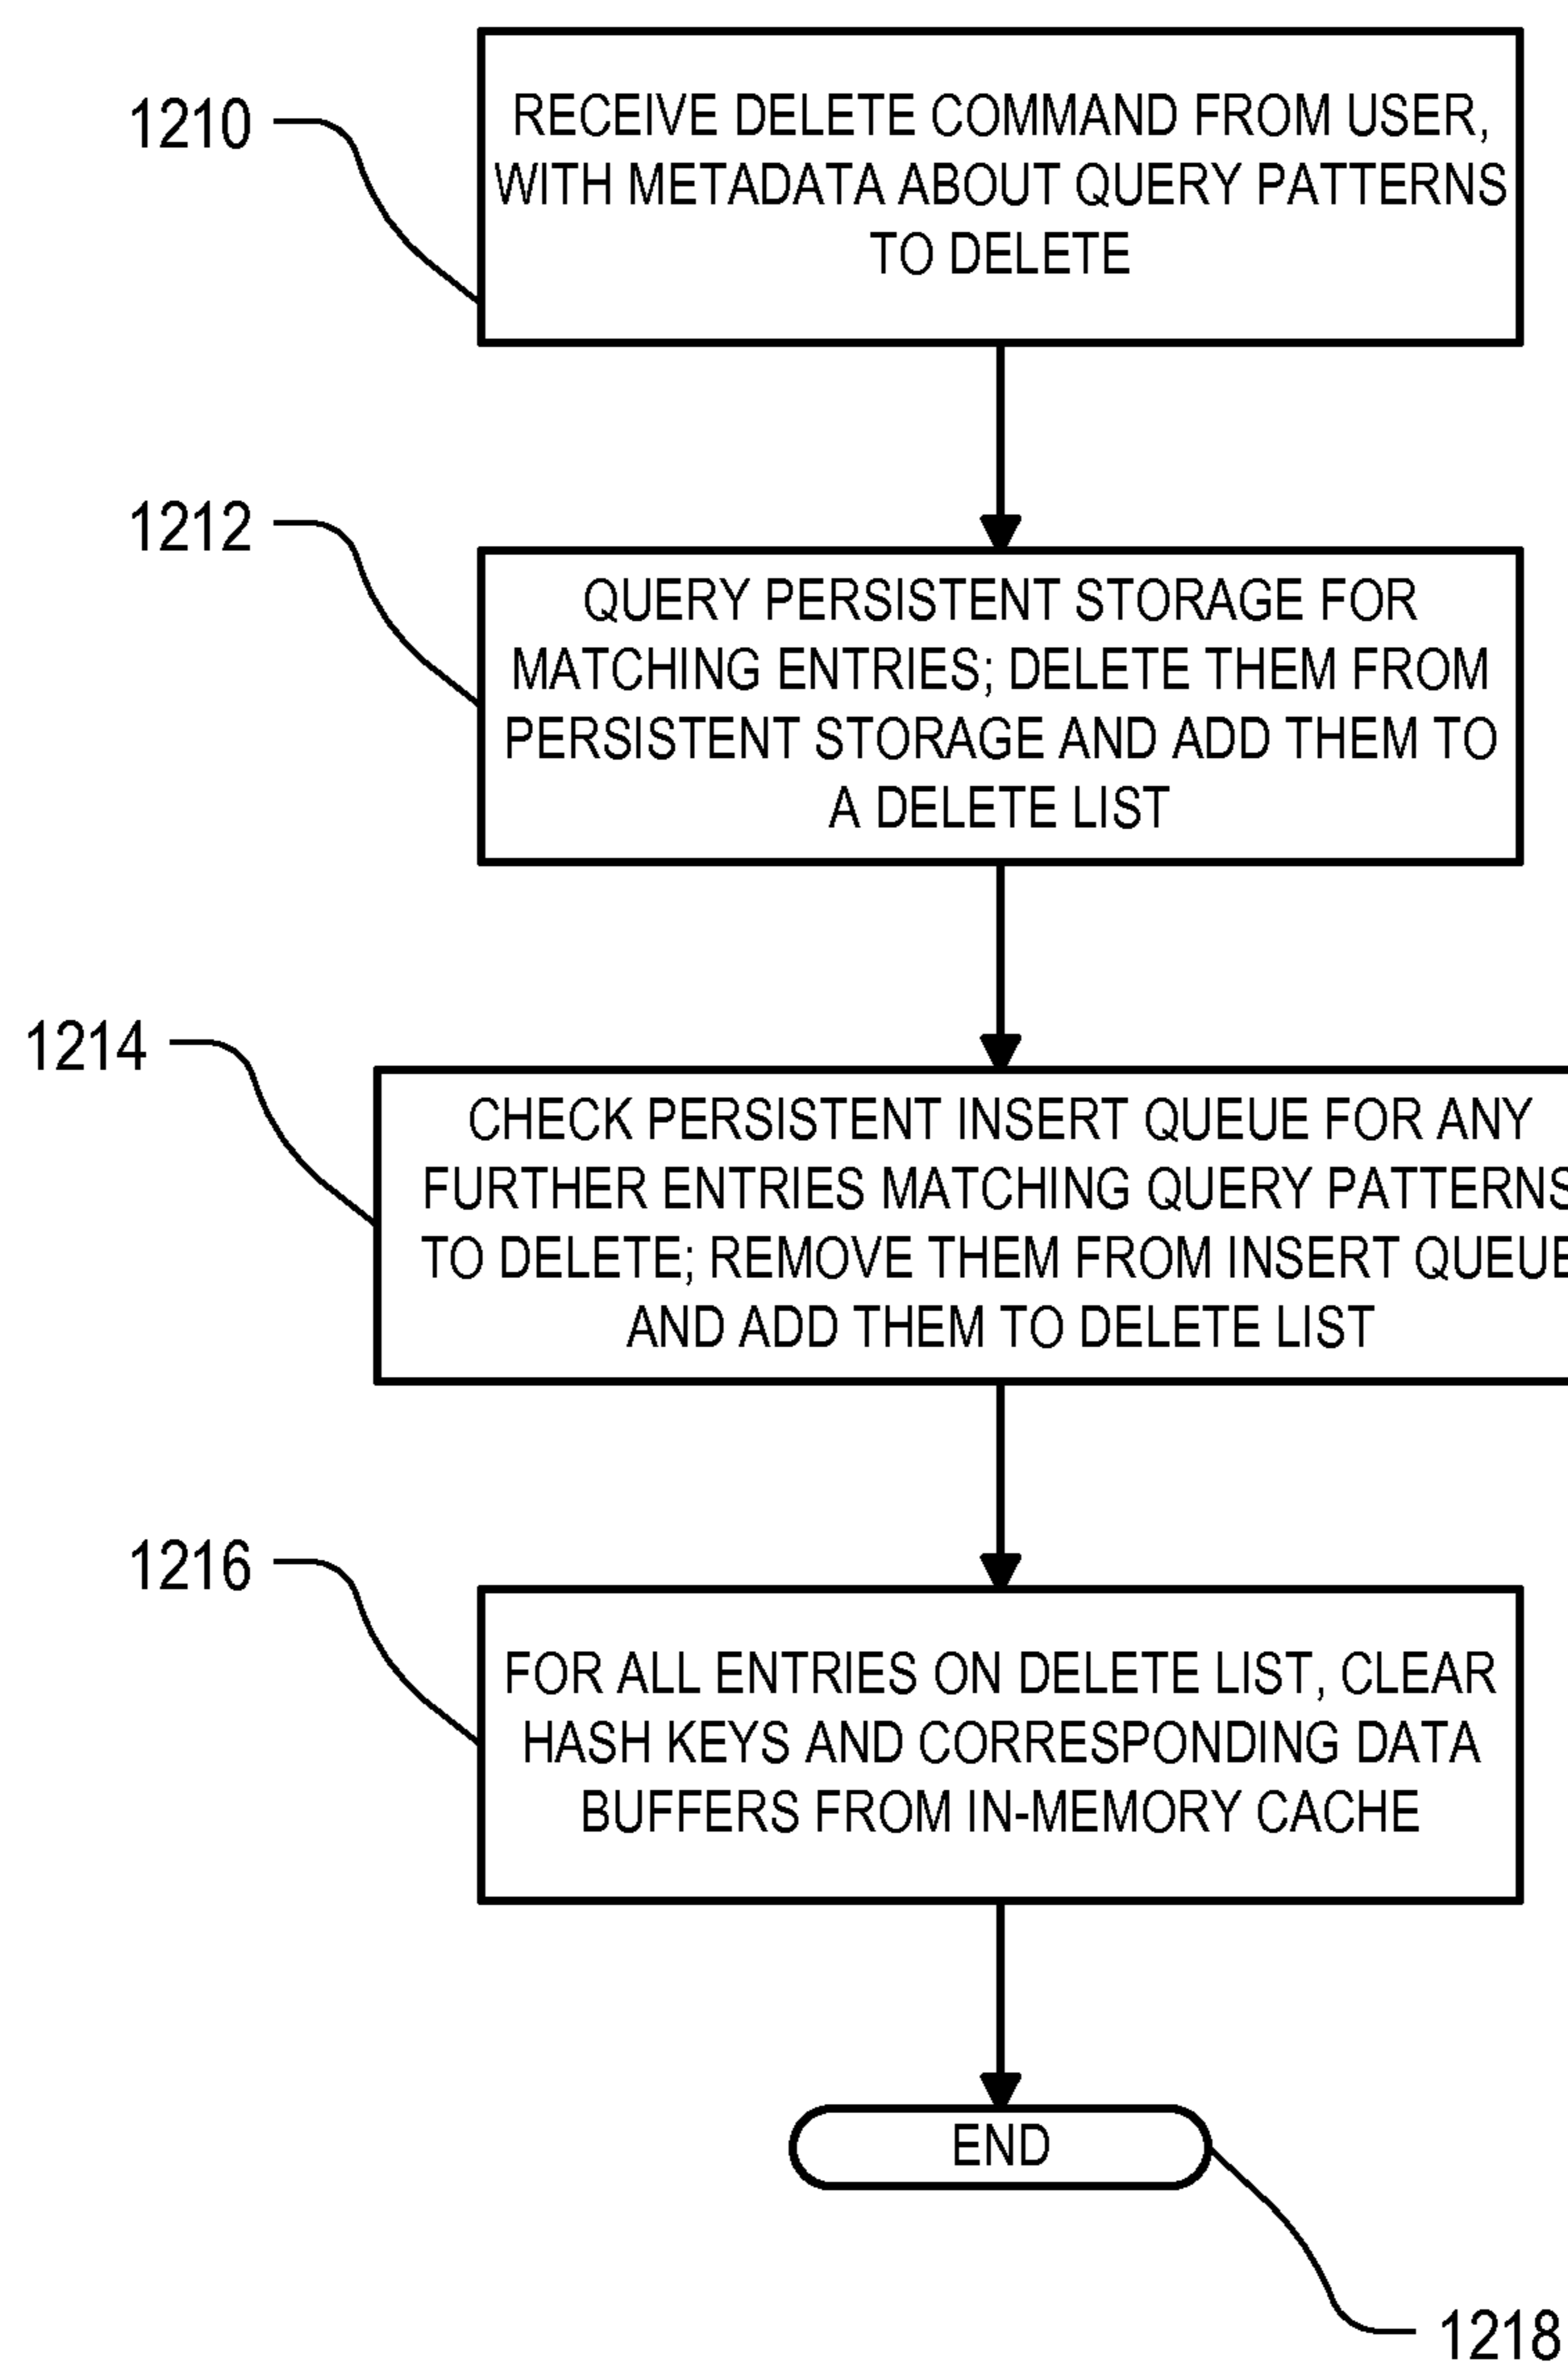 1210
RECEIVE DELETE COMMAND FROM USER,
WITH METADATA ABOUT QUERY PATTERNS
TO DELETE
1212
QUERY PERSISTENT STORAGE FOR
MATCHING ENTRIES; DELETE THEM FROM
PERSISTENT STORAGE AND ADD THEM TO
A DELETE LIST
1214
CHECK PERSISTENT INSERT QUEUE FOR ANY
FURTHER ENTRIES MATCHING QUERY PATTERNS
TO DELETE; REMOVE THEM FROM INSERT QUEUE
AND ADD THEM TO DELETE LIST
1216
FOR ALL ENTRIES ON DELETE LIST, CLEAR
HASH KEYS AND CORRESPONDING DATA
BUFFERS FROM IN-MEMORY CACHE
END
1218